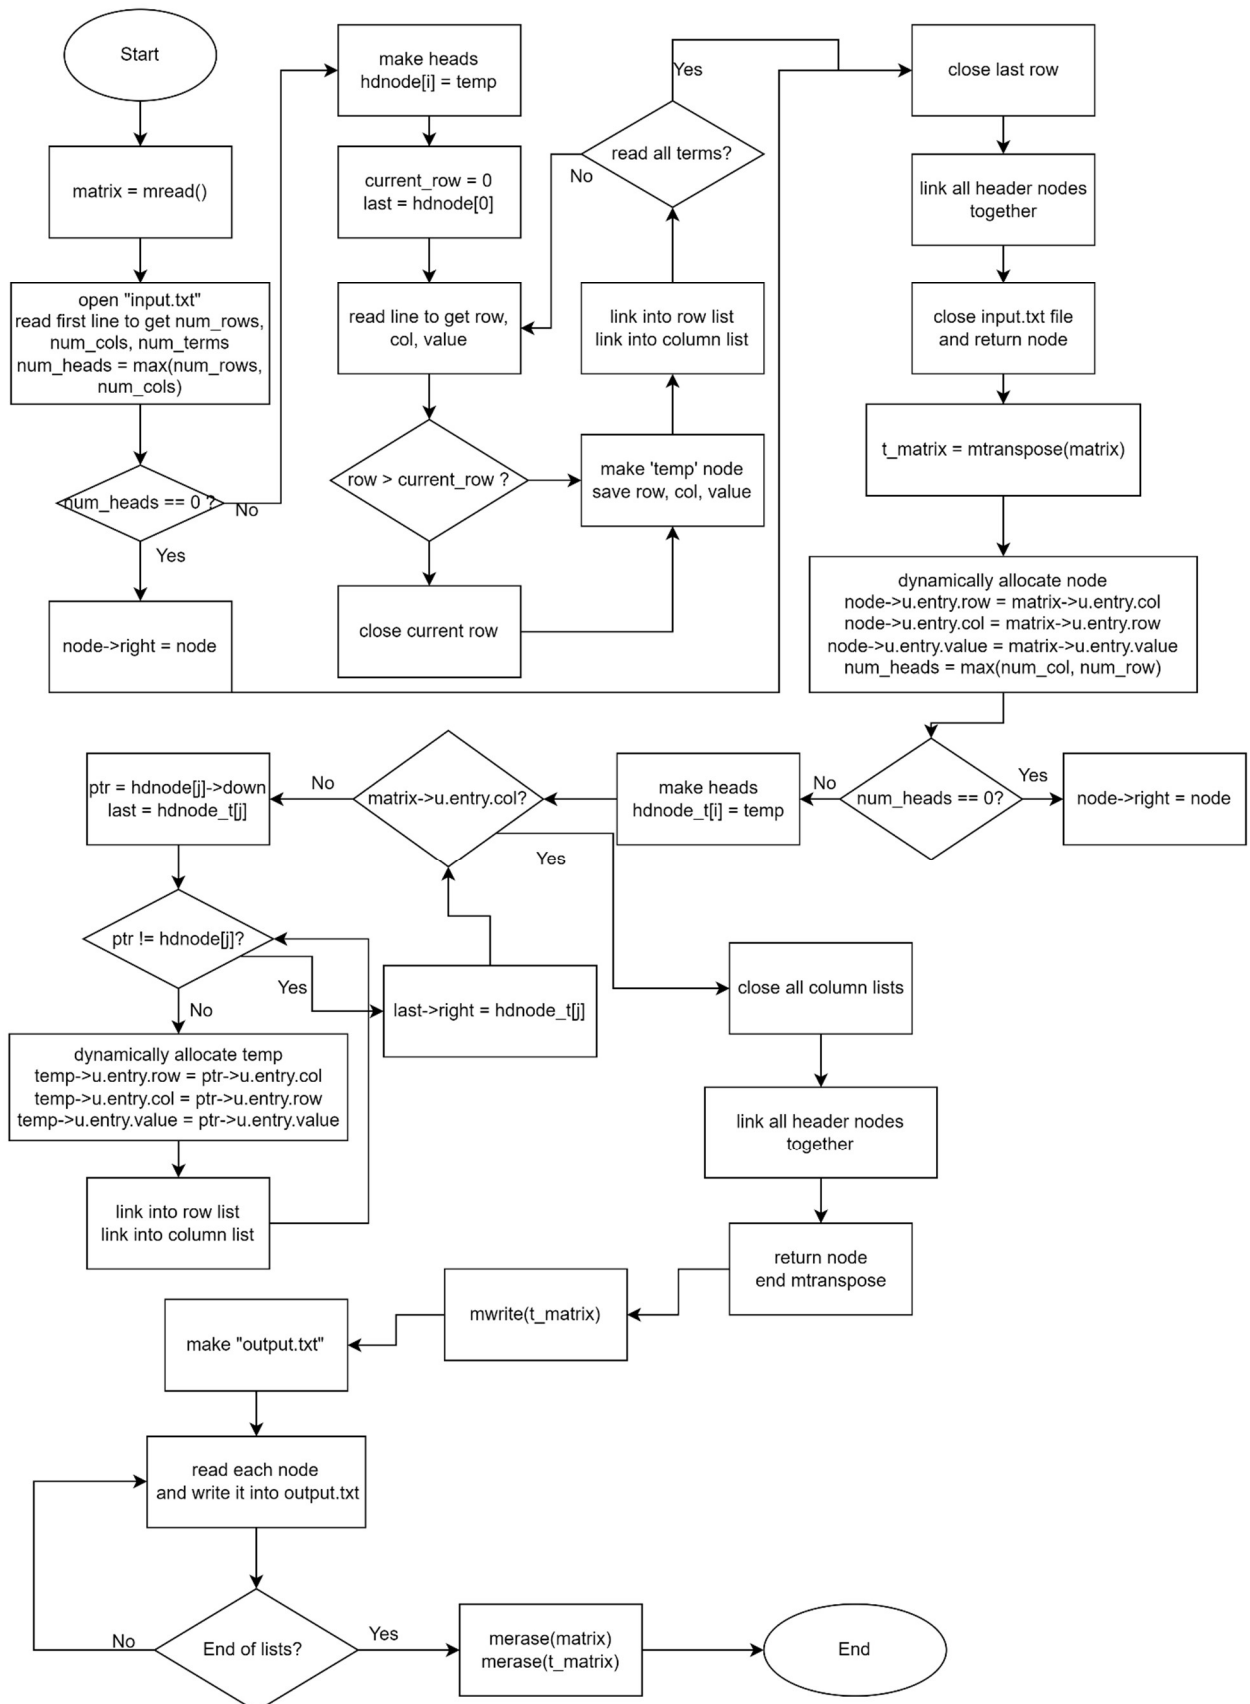 Start
matrix = mread()
open "input.txt"
read first line to get num_rows,
num_cols, num_terms
num_heads = max(num_rows,
num_cols)
num_heads == 0 ?
No
Yes
node->right = node
make heads
hdnode[i] = temp
current_row = 0
last = hdnode[0]
read line to get row,
col, value
row > current_row ?
close current row
make 'temp' node
save row, col, value
link into row list
link into column list
read all terms?
No
Yes
close last row
link all header nodes
together
close input.txt file
and return node
t_matrix = mtranspose(matrix)
dynamically allocate node
node->u.entry.row = matrix->u.entry.col
node->u.entry.col = matrix->u.entry.row
node->u.entry.value = matrix->u.entry.value
num_heads = max(num_col, num_row)
num_heads == 0?
Yes
node->right = node
No
make heads
hdnode_t[i] = temp
matrix->u.entry.col?
No
Yes
ptr = hdnode[j]->down
last = hdnode_t[j]
ptr != hdnode[j]?
Yes
last->right = hdnode_t[j]
No
dynamically allocate temp
temp->u.entry.row = ptr->u.entry.col
temp->u.entry.col = ptr->u.entry.row
temp->u.entry.value = ptr->u.entry.value
link into row list
link into column list
close all column lists
link all header nodes
together
return node
end mtranspose
mwrite(t_matrix)
make "output.txt"
read each node
and write it into output.txt
End of lists?
No
Yes
merase(matrix)
merase(t_matrix)
End